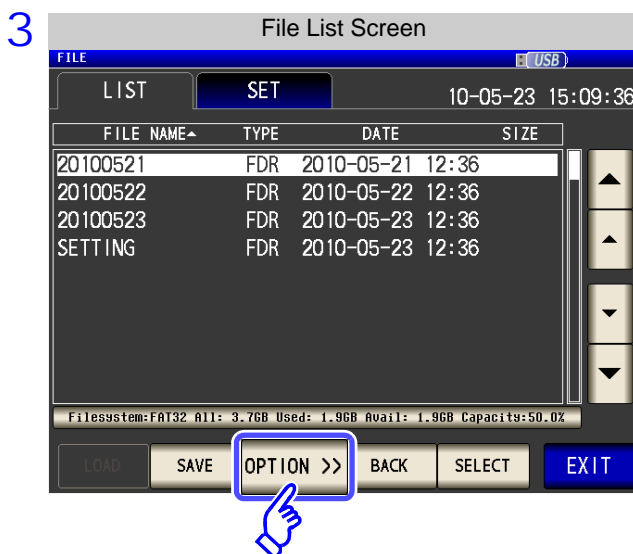 3
File List Screen
FILE USB
LIST SET 10-05-23 15:09:36
FILE NAME▲ TYPE DATE SIZE
20100521 FDR 2010-05-21 12:36
20100522 FDR 2010-05-22 12:36
20100523 FDR 2010-05-23 12:36
SETTING FDR 2010-05-23 12:36
Filesystem:FAT32 All: 3.7GB Used: 1.9GB Avail: 1.9GB Capacity:50.0%
LOAD SAVE OPTION >> BACK SELECT EXIT